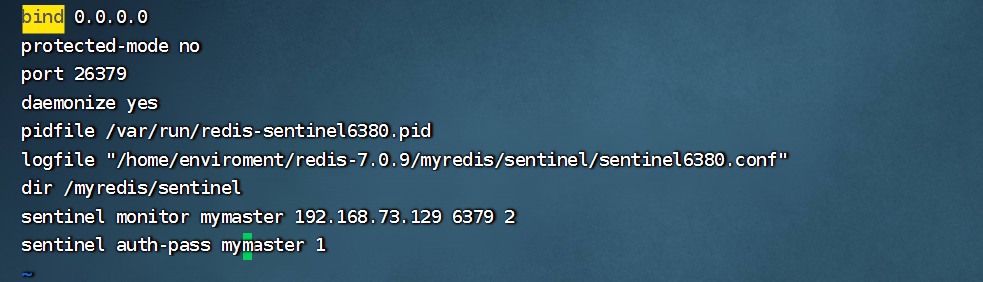 bind 0.0.0.0
protected-mode no
port 26379
daemonize yes
pidfile /var/run/redis-sentinel6380.pid
logfile "/home/enviroment/redis-7.0.9/myredis/sentinel/sentinel6380.conf"
dir /myredis/sentinel
sentinel monitor mymaster 192.168.73.129 6379 2
sentinel auth-pass mymaster 1
~